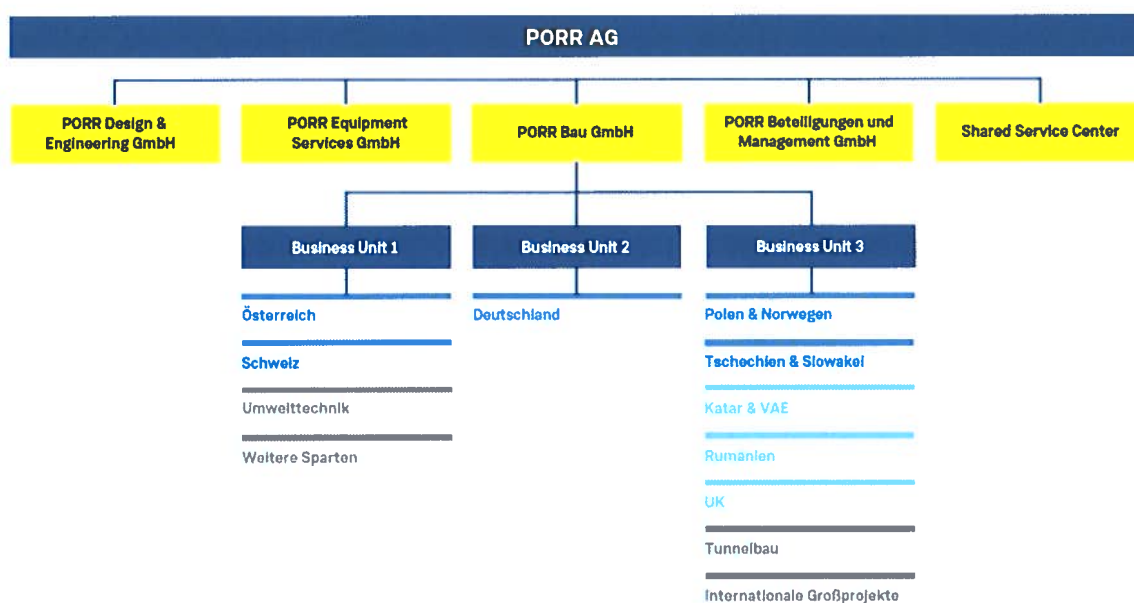 PORR AG
PORR Design &
Engineering GmbH
PORR Equipment
Services GmbH
PORR Bau GmbH
PORR Beteiligungen und
Management GmbH
Shared Service Center
Business Unit 1
Business Unit 2
Business Unit 3
Österreich
Schweiz
Umwelttechnik
Weitere Sparten
Deutschland
Polen & Norwegen
Tschechien & Slowakei
Katar & VAE
Rumänien
UK
Tunnelbau
Internationale Großprojekte